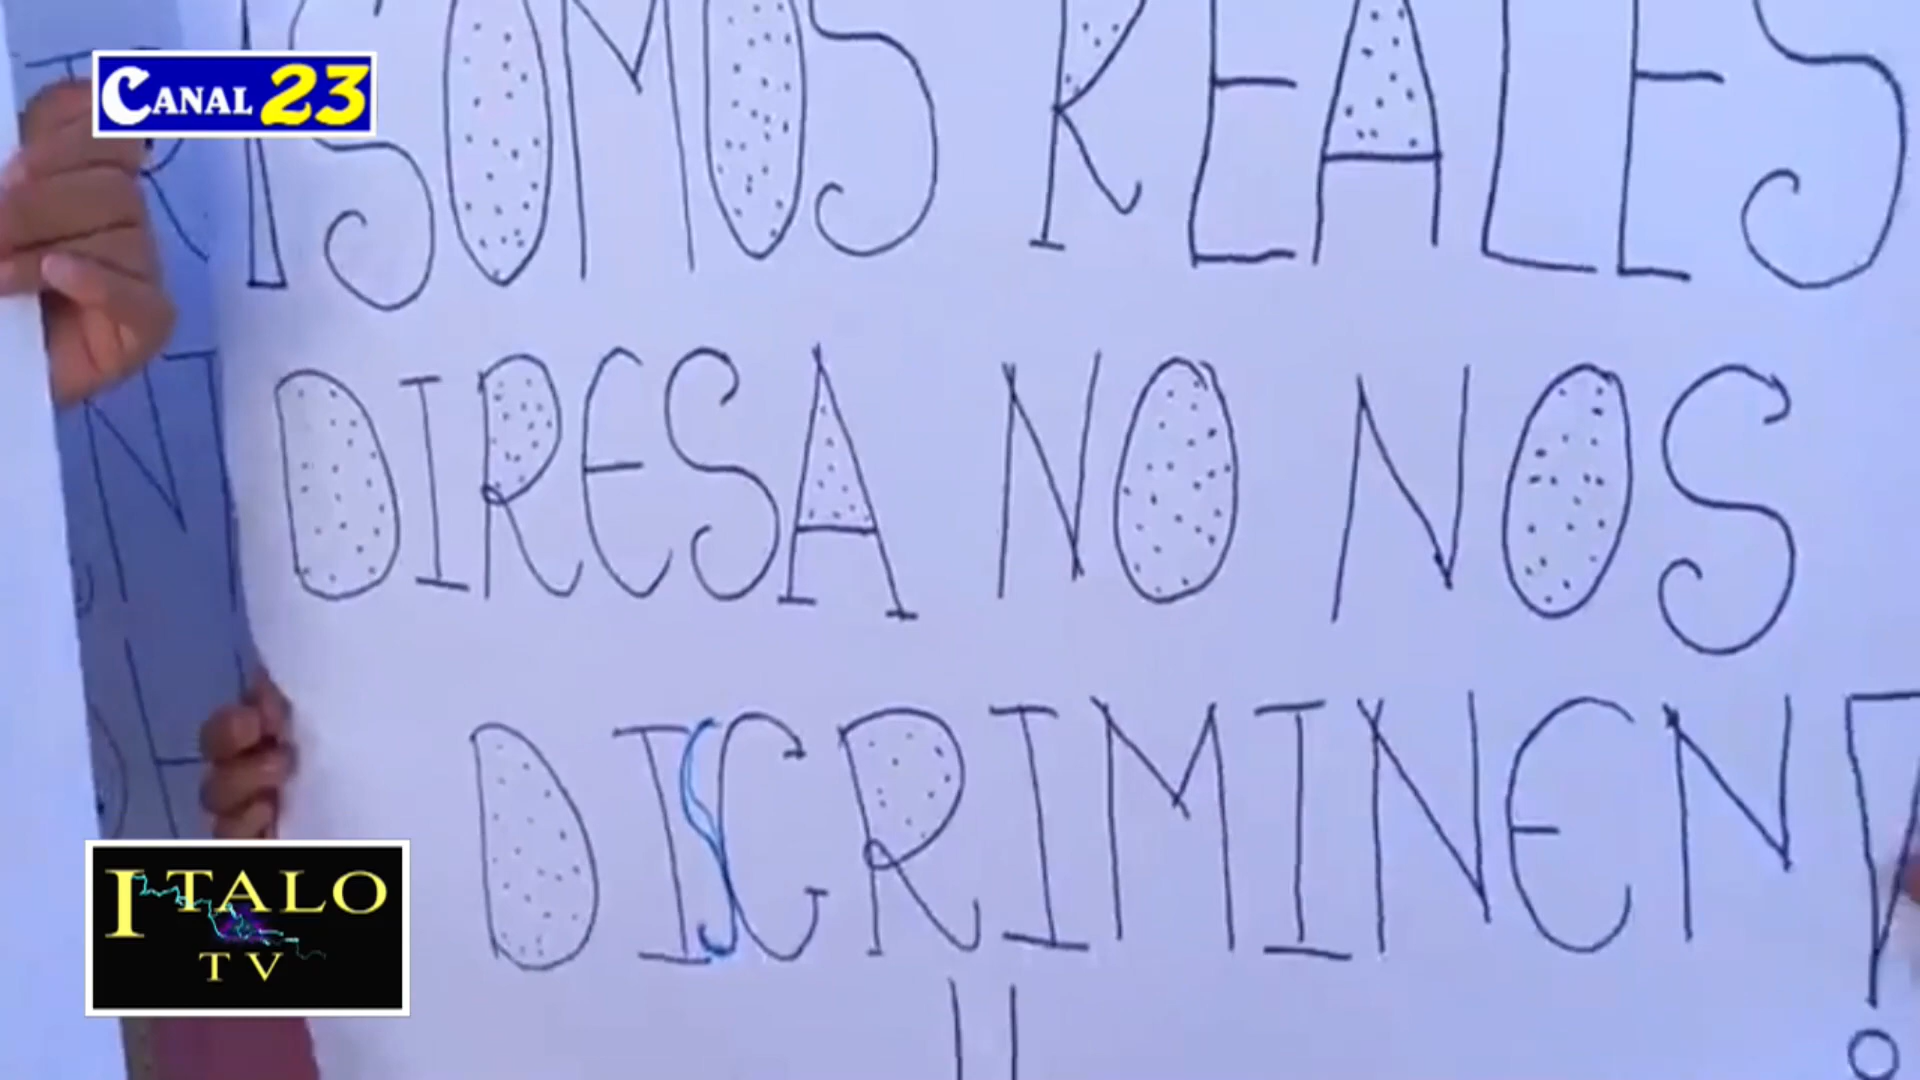 CANAL 23
¡SOMOS REALES
DIRESA NO NOS
DISCRIMINEN!
ITALO
TV